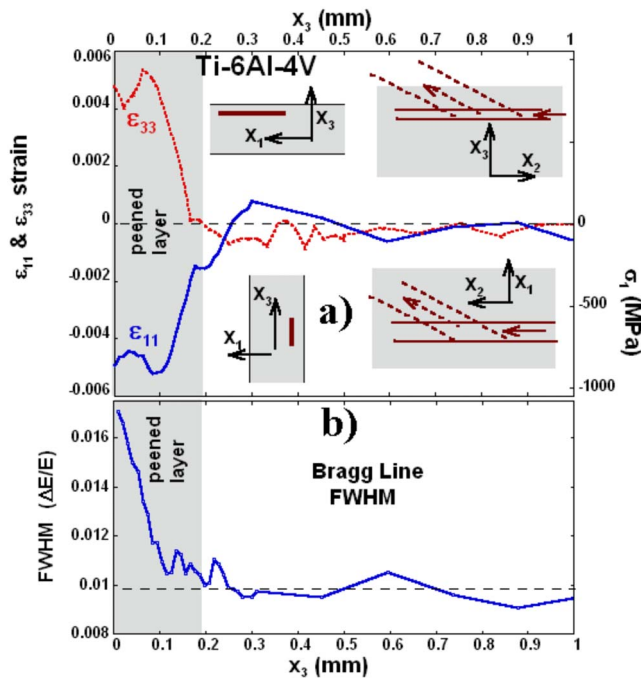 x3 (mm)
0 0.1 0.2 0.3 0.4 0.5 0.6 0.7 0.8 0.9 1
0.006
0.004
0.002
0
-0.002
-0.004
-0.006
ε11 & ε33 strain
Ti-6Al-4V
ε33
peened layer
ε11
X3
X1
X3
X2
X3
X1
X2
X1
a)
0
-500
-1000
σ1 (MPa)
b)
peened layer
Bragg Line
FWHM
0.016
0.014
0.012
0.01
0.008
FWHM (ΔE/E)
0 0.1 0.2 0.3 0.4 0.5 0.6 0.7 0.8 0.9 1
x3 (mm)